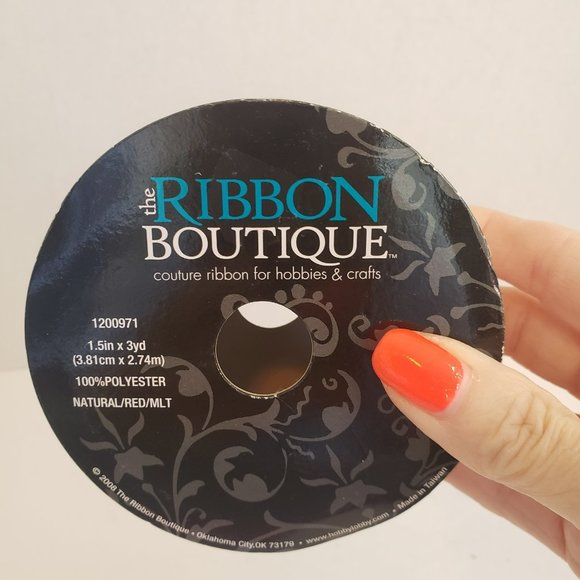 the RIBBON
BOUTIQUE™
couture ribbon for hobbies & crafts
1200971
1.5in x 3yd
(3.81cm x 2.74m)
100%POLYESTER
NATURAL/RED/MLT
© 2008 The Ribbon Boutique • Oklahoma City,OK 73179 • www.hobbylobby.com • Made in Taiwan